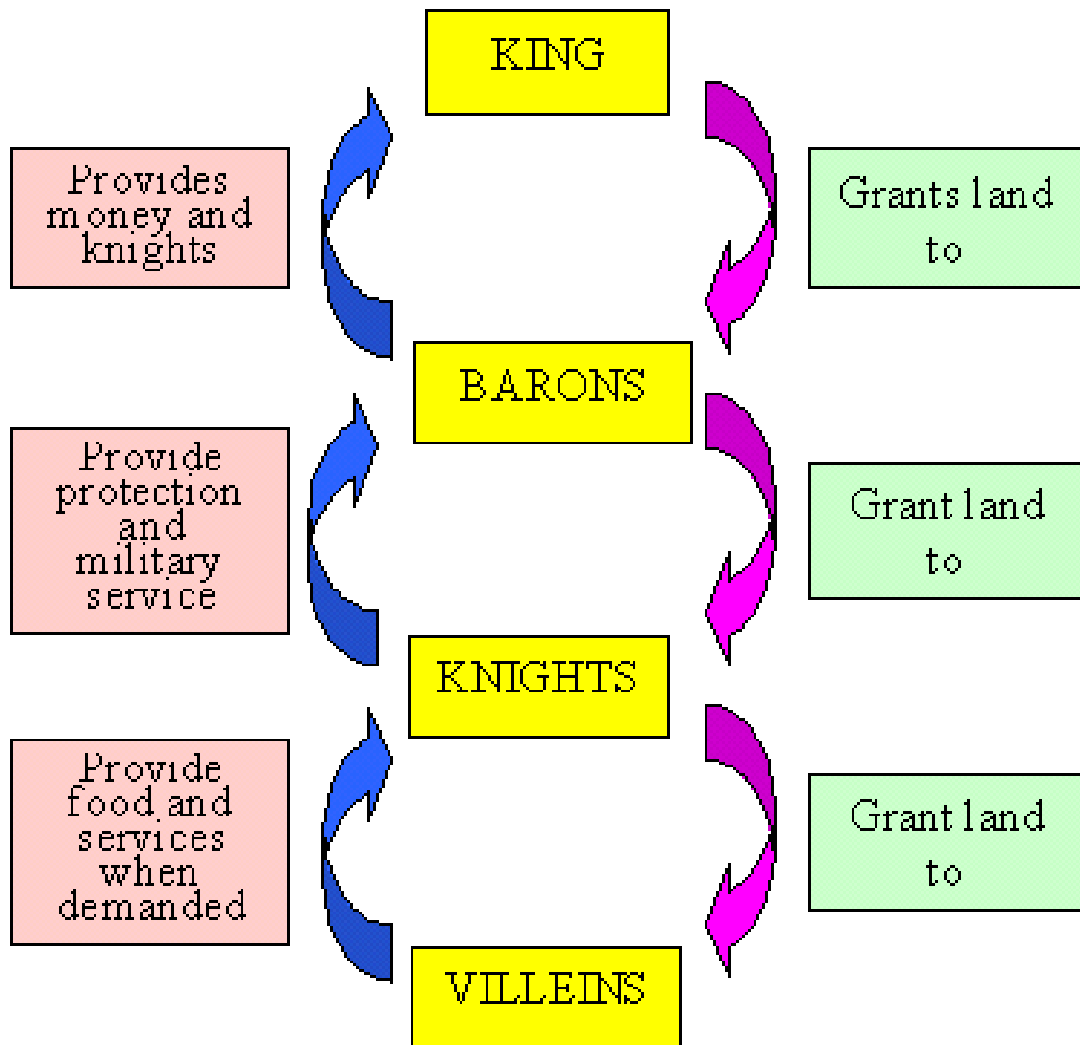 KING
Provides
money and
knights
Grants land
to
BARONS
Provide
protection
and
military
service
Grant land
to
KNIGHTS
Provide
food and
services
when
demanded
Grant land
to
VILLEINS